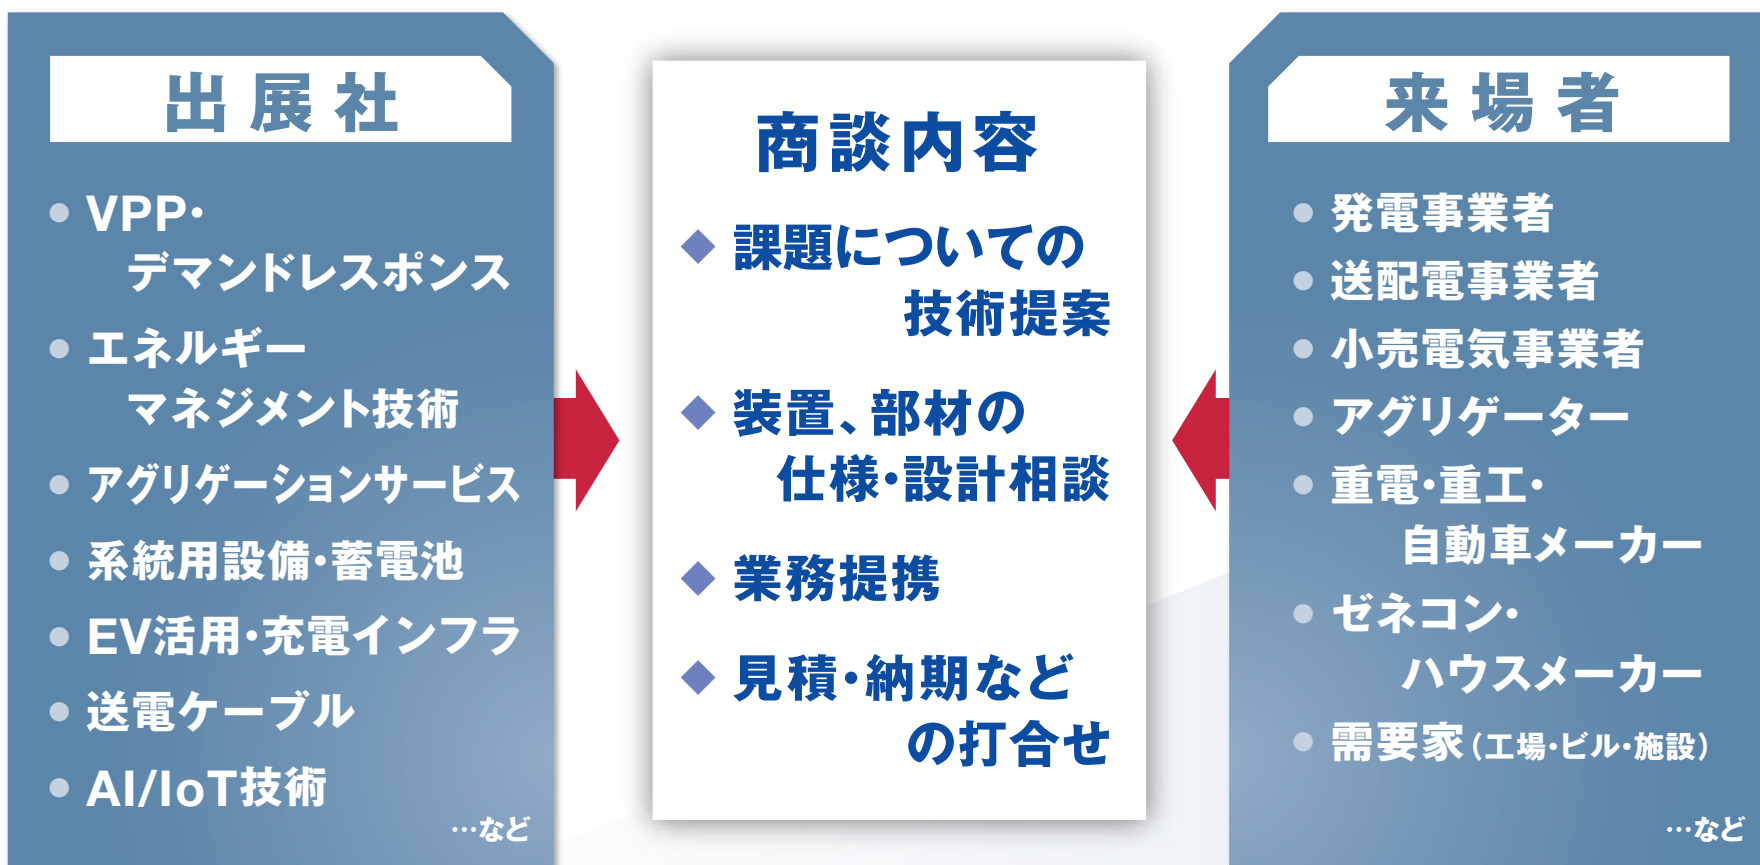 出展社
● VPP・
デマンドレスポンス
● エネルギー
マネジメント技術
● アグリゲーションサービス
● 系統用設備・蓄電池
● EV活用・充電インフラ
● 送電ケーブル
● AI/IoT技術
…など
商談内容
◆ 課題についての
技術提案
◆ 装置、部材の
仕様・設計相談
◆ 業務提携
◆ 見積・納期など
の打合せ
来場者
● 発電事業者
● 送配電事業者
● 小売電気事業者
● アグリゲーター
● 重電・重工・
自動車メーカー
● ゼネコン・
ハウスメーカー
● 需要家（工場・ビル・施設）
…など